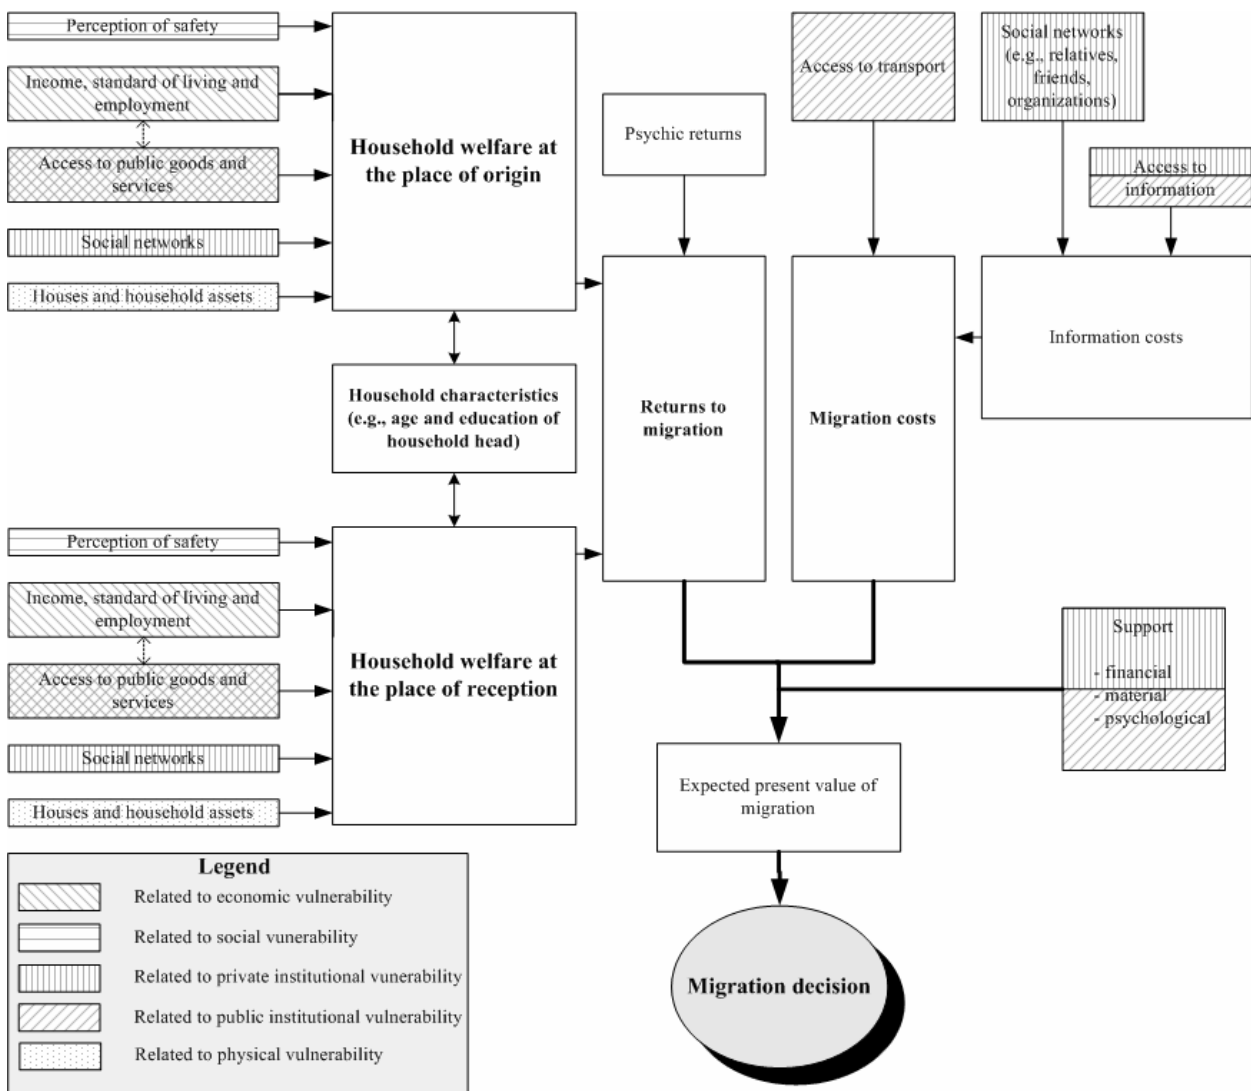 Perception of safety
Income, standard of living and
employment
Access to public goods and
services
Social networks
Houses and household assets
Household welfare at
the place of origin
Psychic returns
Access to transport
Social networks
(e.g., relatives,
friends,
organizations)
Access to
information
Information costs
Household characteristics
(e.g., age and education of
household head)
Returns to
migration
Migration costs
Perception of safety
Income, standard of living and
employment
Access to public goods and
services
Social networks
Houses and household assets
Household welfare at
the place of reception
Support
- financial
- material
- psychological
Expected present value of
migration
Migration decision
Legend
Related to economic vulnerability
Related to social vunerability
Related to private institutional vunerability
Related to public institutional vulnerability
Related to physical vulnerability